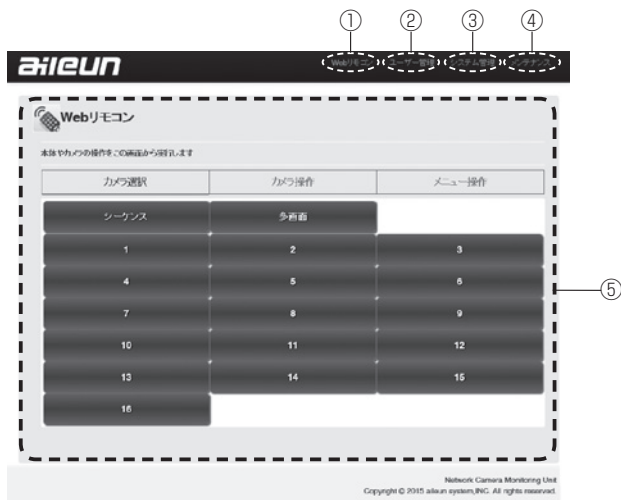 ① ② ③ ④
aileun
Webリモコン ユーザー管理 システム管理 メンテナンス
Webリモコン
本体やカメラの操作をこの画面から実行します
カメラ選択 カメラ操作 メニュー操作
シーケンス 多画面
1 2 3
4 5 6
⑤
7 8 9
10 11 12
13 14 15
16
Network Camera Monitoring Unit
Copyright © 2015 aileun system,INC. All rights reserved.